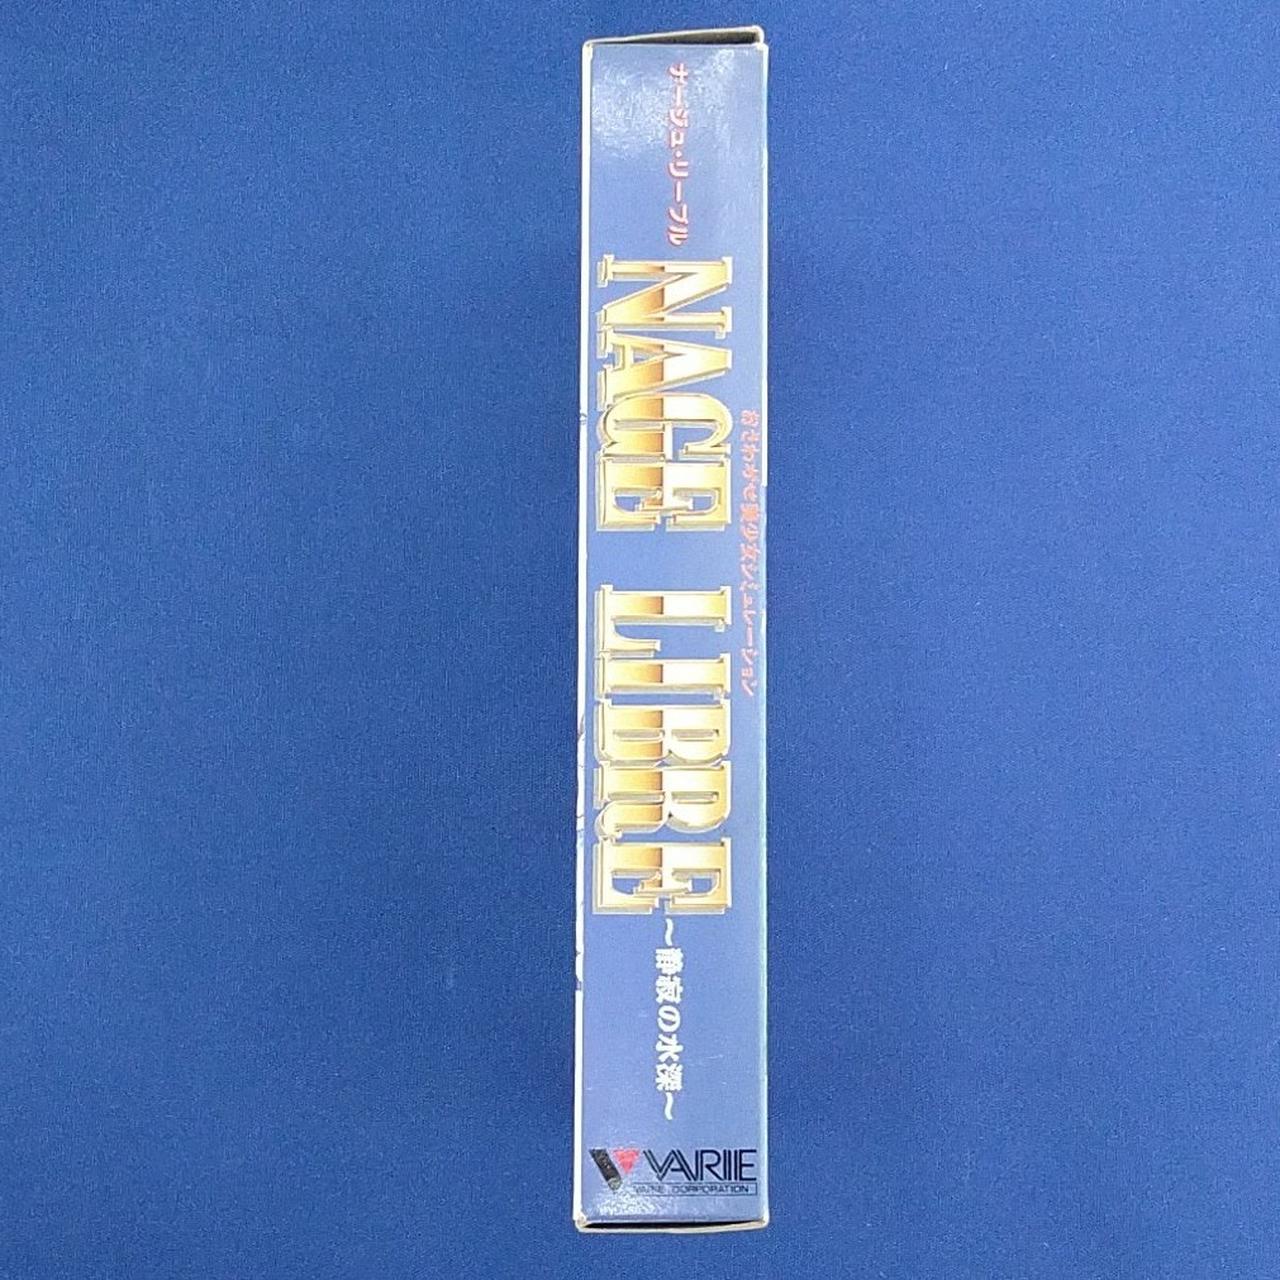 ナージュ・リーブル
おさわがせ美少女シミュレーション
NAGE LIBRE
～静寂の水深～
VARIE
VARIE CORPORATION